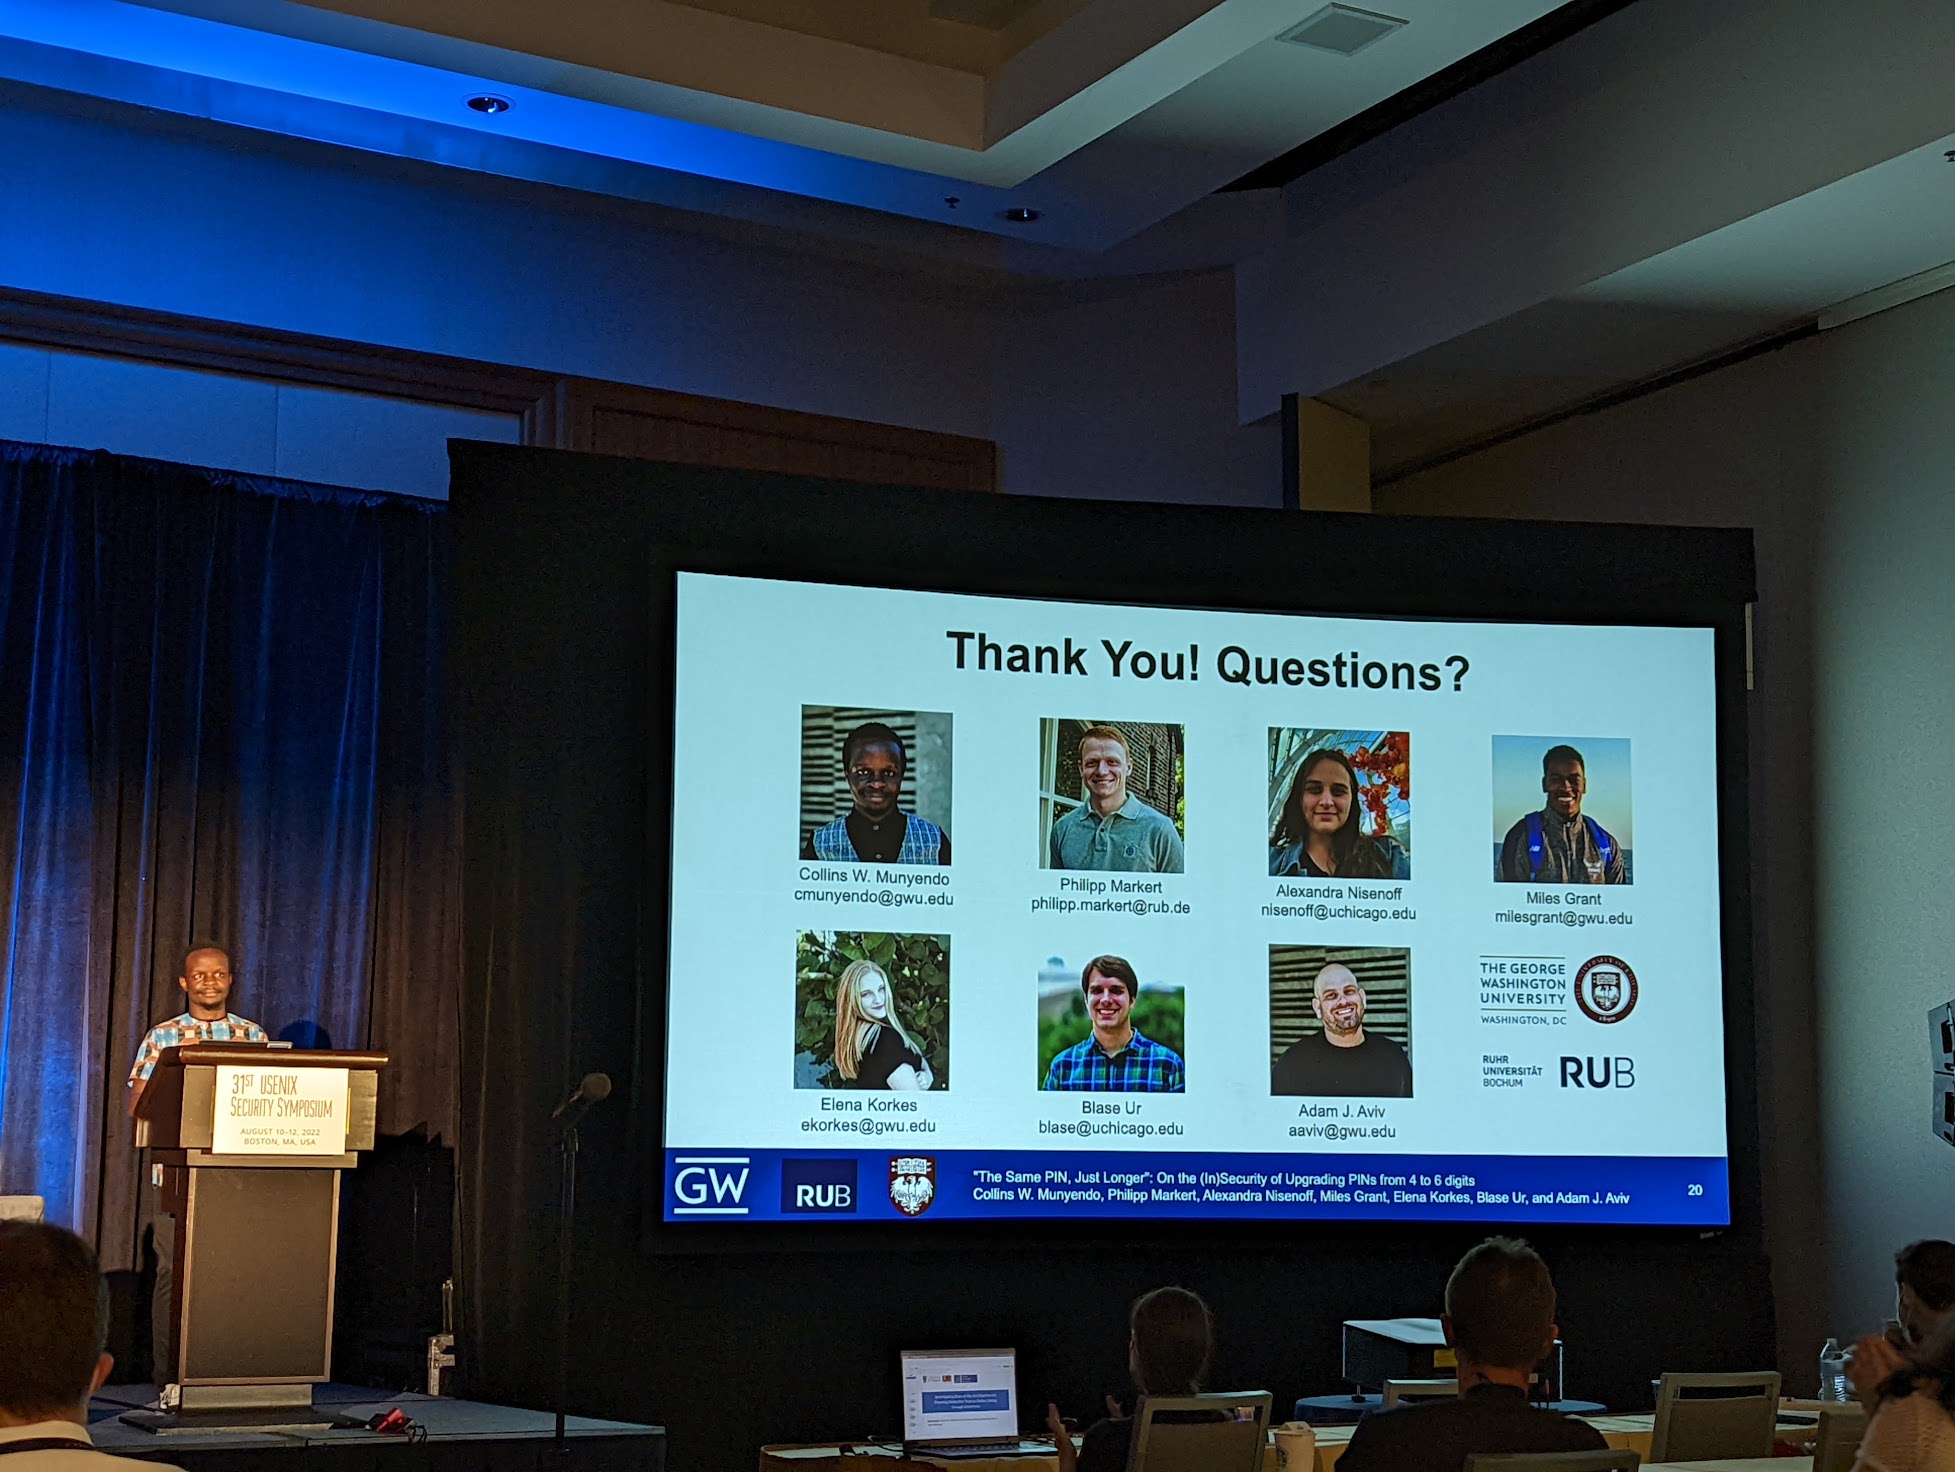 Thank You! Questions?
Collins W. Munyendo
cmunyendo@gwu.edu
Philipp Markert
philipp.markert@rub.de
Alexandra Nisenoff
nisenoff@uchicago.edu
Miles Grant
milesgrant@gwu.edu
Elena Korkes
ekorkes@gwu.edu
Blase Ur
blase@uchicago.edu
Adam J. Aviv
aaviv@gwu.edu
THE GEORGE
WASHINGTON
UNIVERSITY
WASHINGTON, DC
RUHR
UNIVERSITÄT
BOCHUM
RUB
GW
RUB
"The Same PIN, Just Longer": On the (In)Security of Upgrading PINs from 4 to 6 digits
Collins W. Munyendo, Philipp Markert, Alexandra Nisenoff, Miles Grant, Elena Korkes, Blase Ur, and Adam J. Aviv
20
31ST USENIX
SECURITY SYMPOSIUM
AUGUST 10–12, 2022
BOSTON, MA, USA